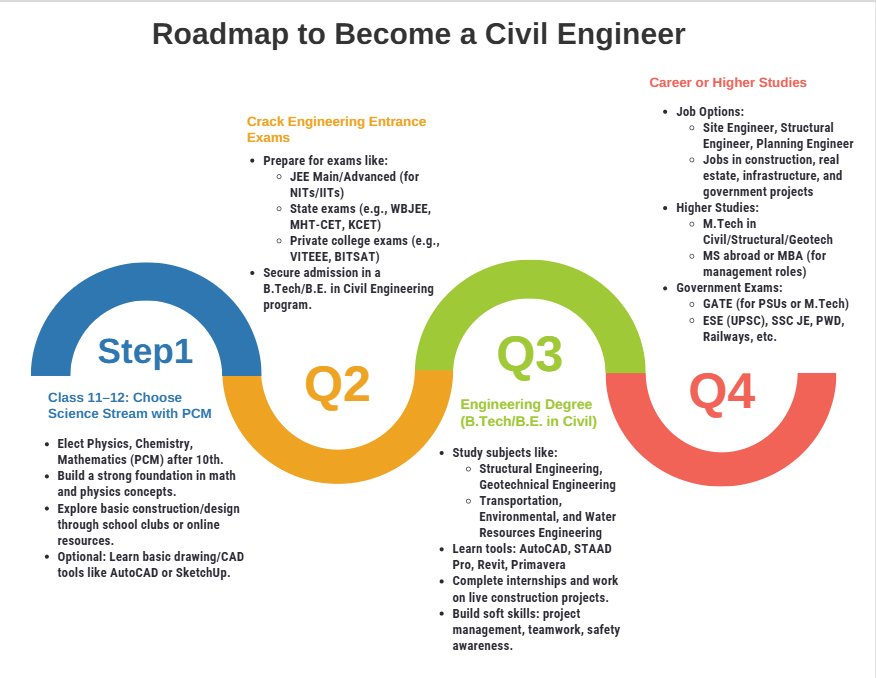 Roadmap to Become a Civil Engineer
Step1
Class 11–12: Choose
Science Stream with PCM
• Elect Physics, Chemistry,
Mathematics (PCM) after 10th.
• Build a strong foundation in math
and physics concepts.
• Explore basic construction/design
through school clubs or online
resources.
• Optional: Learn basic drawing/CAD
tools like AutoCAD or SketchUp.
Crack Engineering Entrance
Exams
• Prepare for exams like:
○ JEE Main/Advanced (for
NITs/IITs)
○ State exams (e.g., WBJEE,
MHT-CET, KCET)
○ Private college exams (e.g.,
VITEEE, BITSAT)
• Secure admission in a
B.Tech/B.E. in Civil Engineering
program.
Q2
Q3
Engineering Degree
(B.Tech/B.E. in Civil)
• Study subjects like:
○ Structural Engineering,
Geotechnical Engineering
○ Transportation,
Environmental, and Water
Resources Engineering
• Learn tools: AutoCAD, STAAD
Pro, Revit, Primavera
• Complete internships and work
on live construction projects.
• Build soft skills: project
management, teamwork, safety
awareness.
Career or Higher Studies
• Job Options:
○ Site Engineer, Structural
Engineer, Planning Engineer
○ Jobs in construction, real
estate, infrastructure, and
government projects
• Higher Studies:
○ M.Tech in
Civil/Structural/Geotech
○ MS abroad or MBA (for
management roles)
• Government Exams:
○ GATE (for PSUs or M.Tech)
○ ESE (UPSC), SSC JE, PWD,
Railways, etc.
Q4